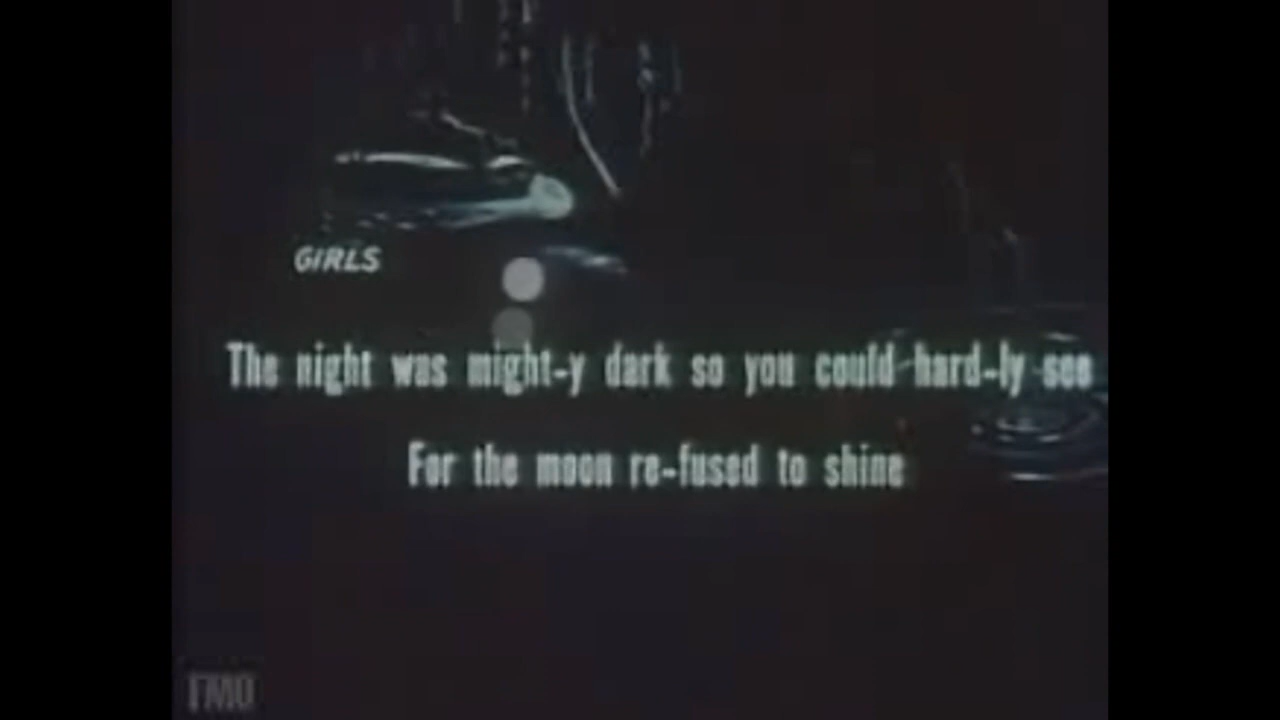 GIRLS
The night was might-y dark so you could hard-ly see
For the moon re-fused to shine
FMO